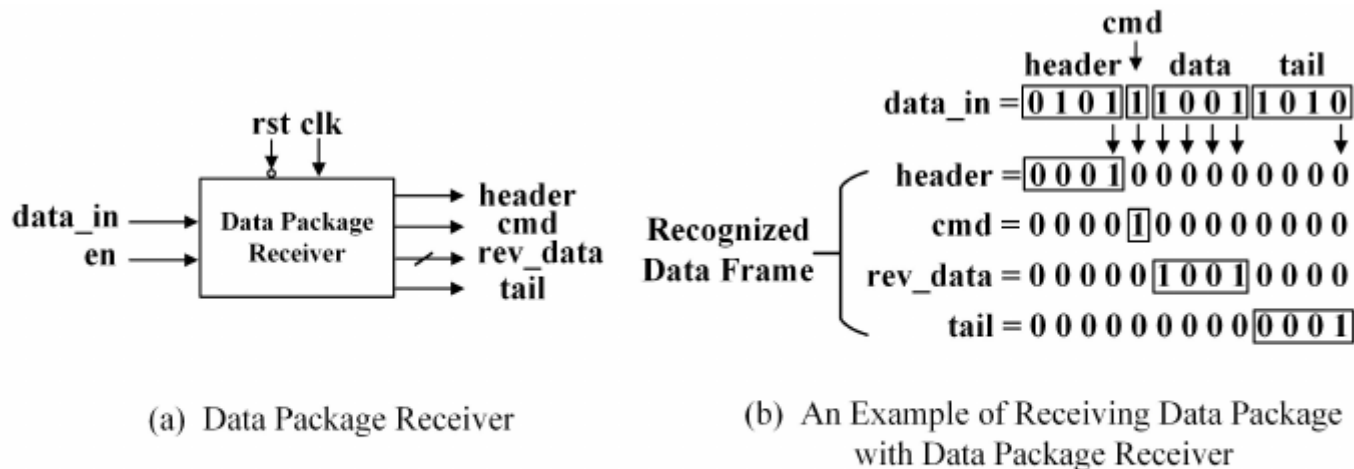 rst clk
data_in
en
Data Package
Receiver
header
cmd
rev_data
tail
(a) Data Package Receiver
cmd
header data tail
data_in = 0 1 0 1 1 1 0 0 1 1 0 1 0
Recognized
Data Frame
header = 0 0 0 1 0 0 0 0 0 0 0 0 0
cmd = 0 0 0 0 1 0 0 0 0 0 0 0 0
rev_data = 0 0 0 0 0 1 0 0 1 0 0 0 0
tail = 0 0 0 0 0 0 0 0 0 0 0 0 1
(b) An Example of Receiving Data Package
with Data Package Receiver